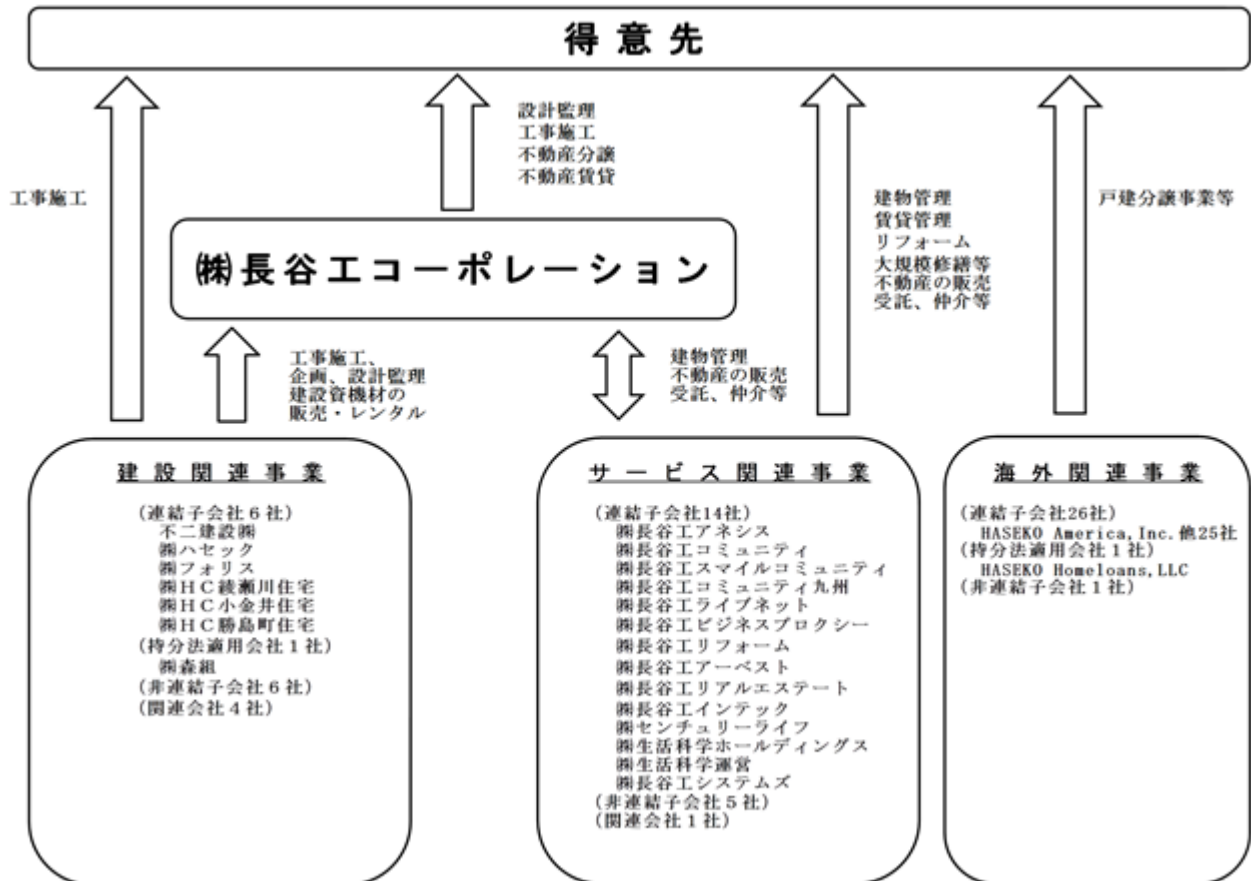 得意先
工事施工
設計監理
工事施工
不動産分譲
不動産賃貸
建物管理
賃貸管理
リフォーム
大規模修繕等
不動産の販売
受託、仲介等
戸建分譲事業等
㈱長谷工コーポレーション
工事施工、
企画、設計監理
建設資機材の
販売・レンタル
建物管理
不動産の販売
受託、仲介等
建設関連事業
(連結子会社6社)
不二建設㈱
㈱ハセック
㈱フォリス
㈱HC綾瀬川住宅
㈱HC小金井住宅
㈱HC勝島町住宅
(持分法適用会社1社)
㈱森組
(非連結子会社6社)
(関連会社4社)
サービス関連事業
(連結子会社14社)
㈱長谷工アネシス
㈱長谷工コミュニティ
㈱長谷工スマイルコミュニティ
㈱長谷工コミュニティ九州
㈱長谷工ライブネット
㈱長谷工ビジネスプロクシー
㈱長谷工リフォーム
㈱長谷工アーベスト
㈱長谷工リアルエステート
㈱長谷工インテック
㈱センチュリーライフ
㈱生活科学ホールディングス
㈱生活科学運営
㈱長谷工システムズ
(非連結子会社5社)
(関連会社1社)
海外関連事業
(連結子会社26社)
HASEKO America,Inc.他25社
(持分法適用会社1社)
HASEKO Homeloans,LLC
(非連結子会社1社)